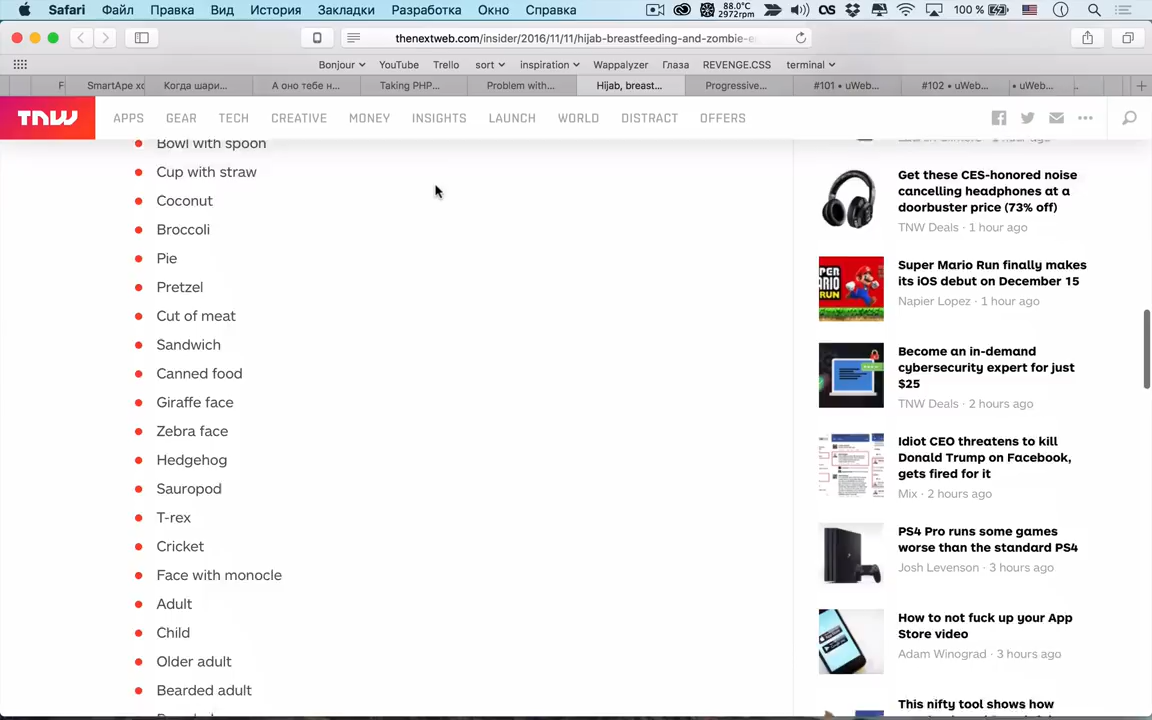 Safari Файл Правка Вид История Закладки Разработка Окно Справка 88.0°C 2972rpm 100 %
thenextweb.com/insider/2016/11/11/hijab-breastfeeding-and-zombie-e
Bonjour YouTube Trello sort inspiration Wappalyzer Глаза REVENGE.CSS terminal
SmartApe хо Когда шари... А оно тебе н... Taking PHP... Problem with... Hijab, breast... Progressive... #101 • uWeb... #102 • uWeb... • uWeb...
TNW APPS GEAR TECH CREATIVE MONEY INSIGHTS LAUNCH WORLD DISTRACT OFFERS
Bowl with spoon
Cup with straw
Coconut
Broccoli
Pie
Pretzel
Cut of meat
Sandwich
Canned food
Giraffe face
Zebra face
Hedgehog
Sauropod
T-rex
Cricket
Face with monocle
Adult
Child
Older adult
Bearded adult
Get these CES-honored noise
cancelling headphones at a
doorbuster price (73% off)
TNW Deals · 1 hour ago
Super Mario Run finally makes
its iOS debut on December 15
Napier Lopez · 1 hour ago
Become an in-demand
cybersecurity expert for just
$25
TNW Deals · 2 hours ago
Idiot CEO threatens to kill
Donald Trump on Facebook,
gets fired for it
Mix · 2 hours ago
PS4 Pro runs some games
worse than the standard PS4
Josh Levenson · 3 hours ago
How to not fuck up your App
Store video
Adam Winograd · 3 hours ago
This nifty tool shows how